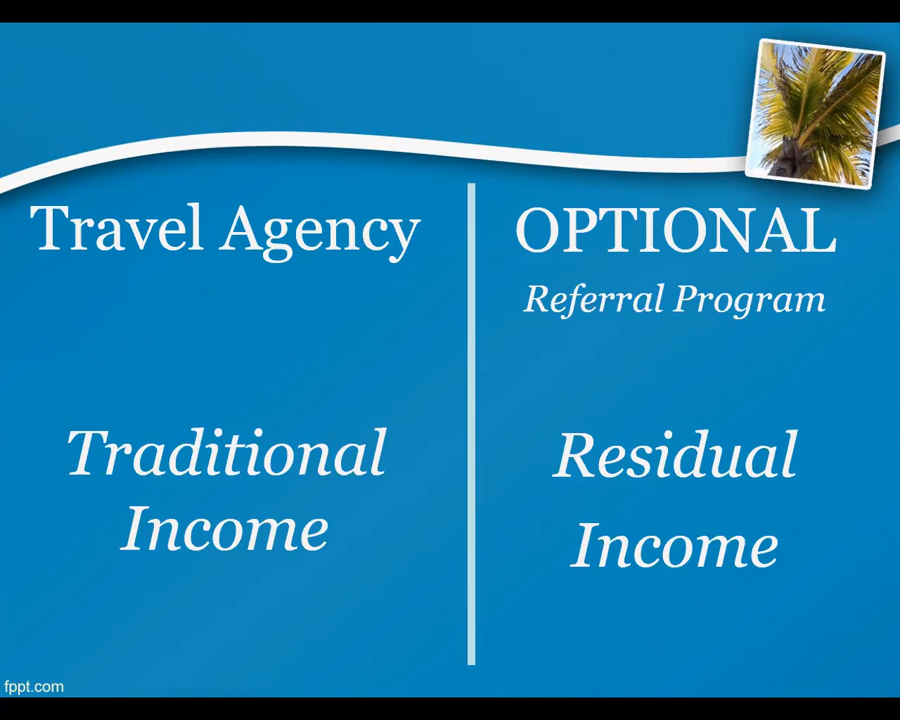 Travel Agency
Traditional
Income
OPTIONAL
Referral Program
Residual
Income
fppt.com